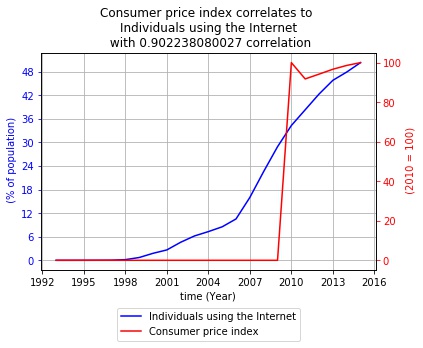 Consumer price index correlates to
Individuals using the Internet
with 0.902238080027 correlation
48
42
36
30
24
18
12
6
0
(% of population)
100
80
60
40
20
0
(2010 = 100)
1992 1995 1998 2001 2004 2007 2010 2013 2016
time (Year)
Individuals using the Internet
Consumer price index